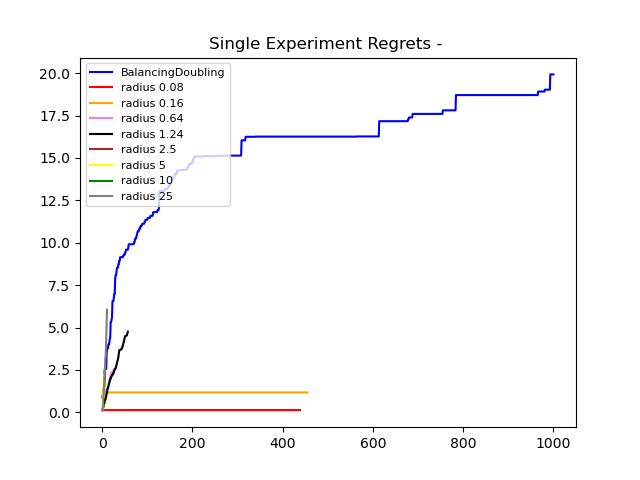 Single Experiment Regrets -
20.0
17.5
15.0
12.5
10.0
7.5
5.0
2.5
0.0
BalancingDoubling
radius 0.08
radius 0.16
radius 0.64
radius 1.24
radius 2.5
radius 5
radius 10
radius 25
0 200 400 600 800 1000